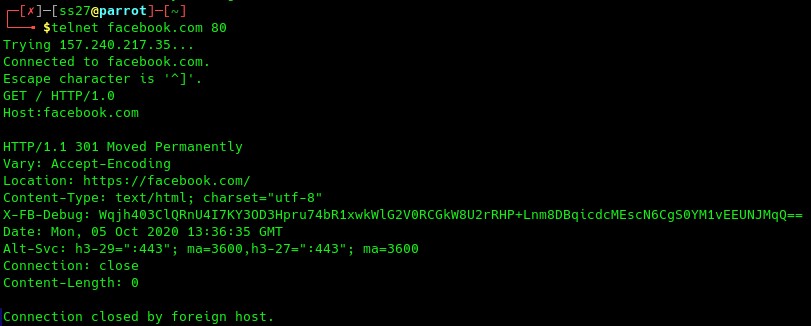 ┌─[✗]─[ss27@parrot]─[~]
└──╼ $telnet facebook.com 80
Trying 157.240.217.35...
Connected to facebook.com.
Escape character is '^]'.
GET / HTTP/1.0
Host:facebook.com

HTTP/1.1 301 Moved Permanently
Vary: Accept-Encoding
Location: https://facebook.com/
Content-Type: text/html; charset="utf-8"
X-FB-Debug: Wqjh403ClQRnU4I7KY3OD3Hpru74bR1xwkWlG2V0RCGkW8U2rRHP+Lnm8DBqicdcMEscN6CgS0YM1vEEUNJMqQ==
Date: Mon, 05 Oct 2020 13:36:35 GMT
Alt-Svc: h3-29=":443"; ma=3600,h3-27=":443"; ma=3600
Connection: close
Content-Length: 0

Connection closed by foreign host.